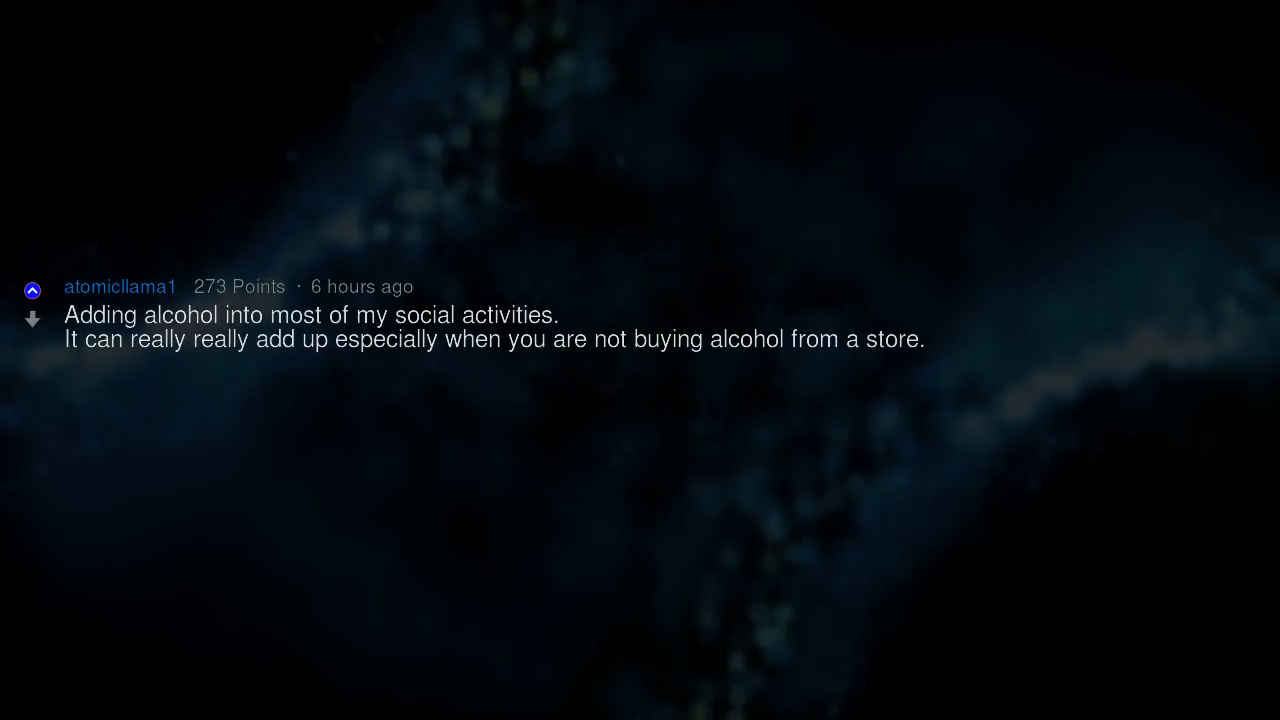 atomicllama1 273 Points · 6 hours ago
Adding alcohol into most of my social activities.
It can really really add up especially when you are not buying alcohol from a store.